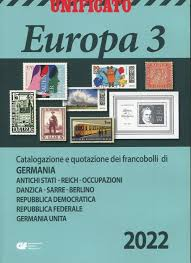 UNIFICATO
Europa 3
Catalogazione e quotazione dei francobolli di
GERMANIA
ANTICHI STATI - REICH - OCCUPAZIONI
DANZICA - SARRE - BERLINO
REPUBBLICA DEMOCRATICA
REPUBBLICA FEDERALE
GERMANIA UNITA
2022